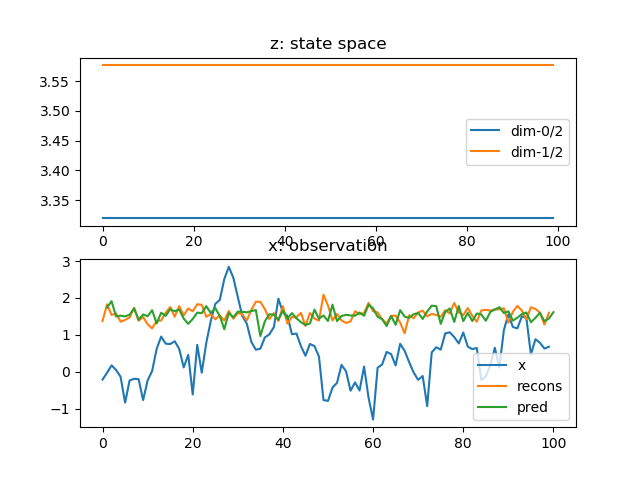 z: state space
3.55
3.50
3.45
3.40
3.35
dim-0/2
dim-1/2
0 20 40 60 80 100
x: observation
3
2
1
0
−1
x
recons
pred
0 20 40 60 80 100